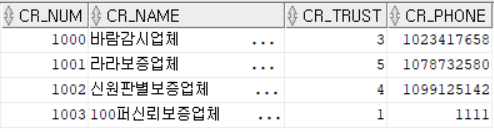 CR_NUM CR_NAME CR_TRUST CR_PHONE
1000 바람감시업체 ... 3 1023417658
1001 라라보증업체 ... 5 1078732580
1002 신원판별보증업체 ... 4 1099125142
1003 100퍼신뢰보증업체 ... 1 1111